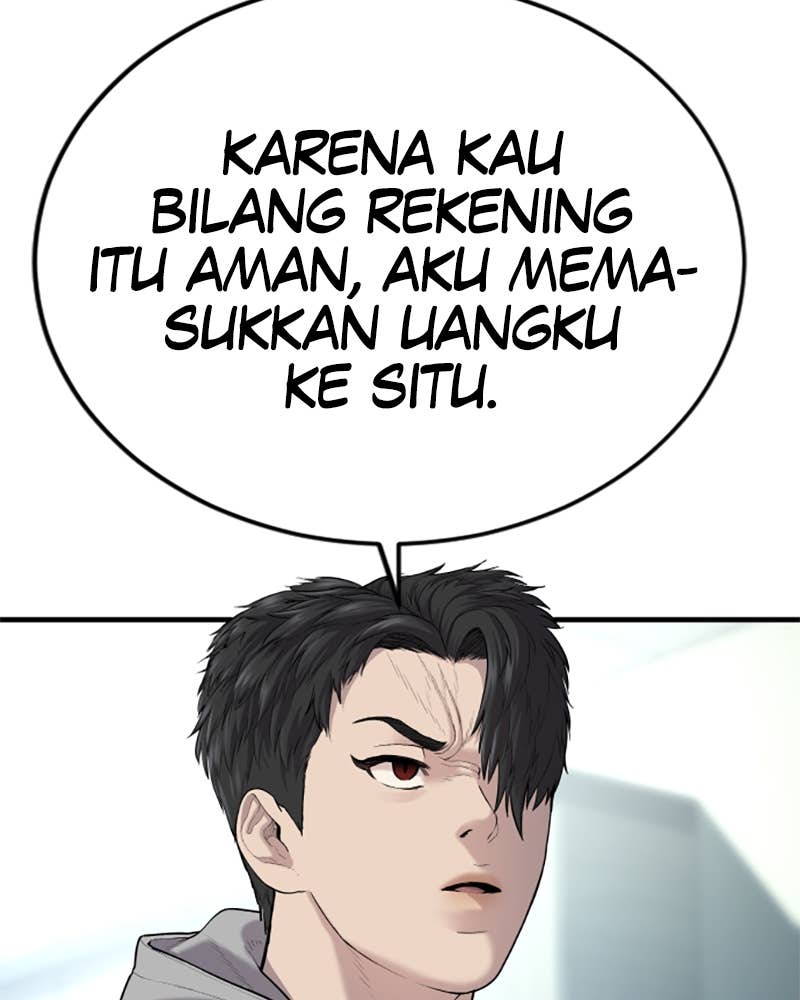 KARENA KAU
BILANG REKENING
ITU AMAN, AKU MEMA-
SUKKAN UANGKU
KE SITU.